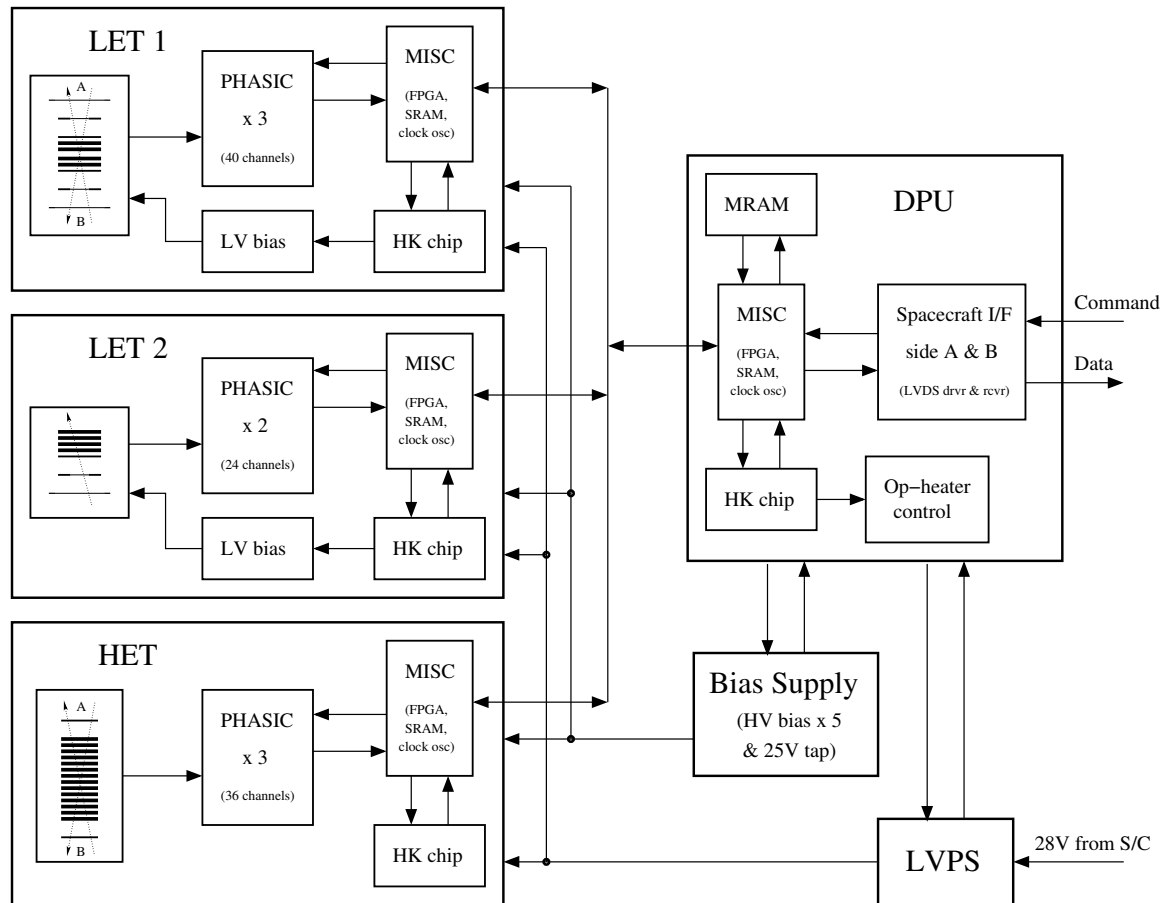 LET 1
A
B
PHASIC
x 3
(40 channels)
MISC
(FPGA,
SRAM,
clock osc)
LV bias
HK chip
LET 2
PHASIC
x 2
(24 channels)
MISC
(FPGA,
SRAM,
clock osc)
LV bias
HK chip
HET
A
B
PHASIC
x 3
(36 channels)
MISC
(FPGA,
SRAM,
clock osc)
HK chip
DPU
MRAM
MISC
(FPGA,
SRAM,
clock osc)
Spacecraft I/F
side A & B
(LVDS drvr & rcvr)
Command
Data
HK chip
Op−heater
control
Bias Supply
(HV bias x 5
& 25V tap)
LVPS
28V from S/C